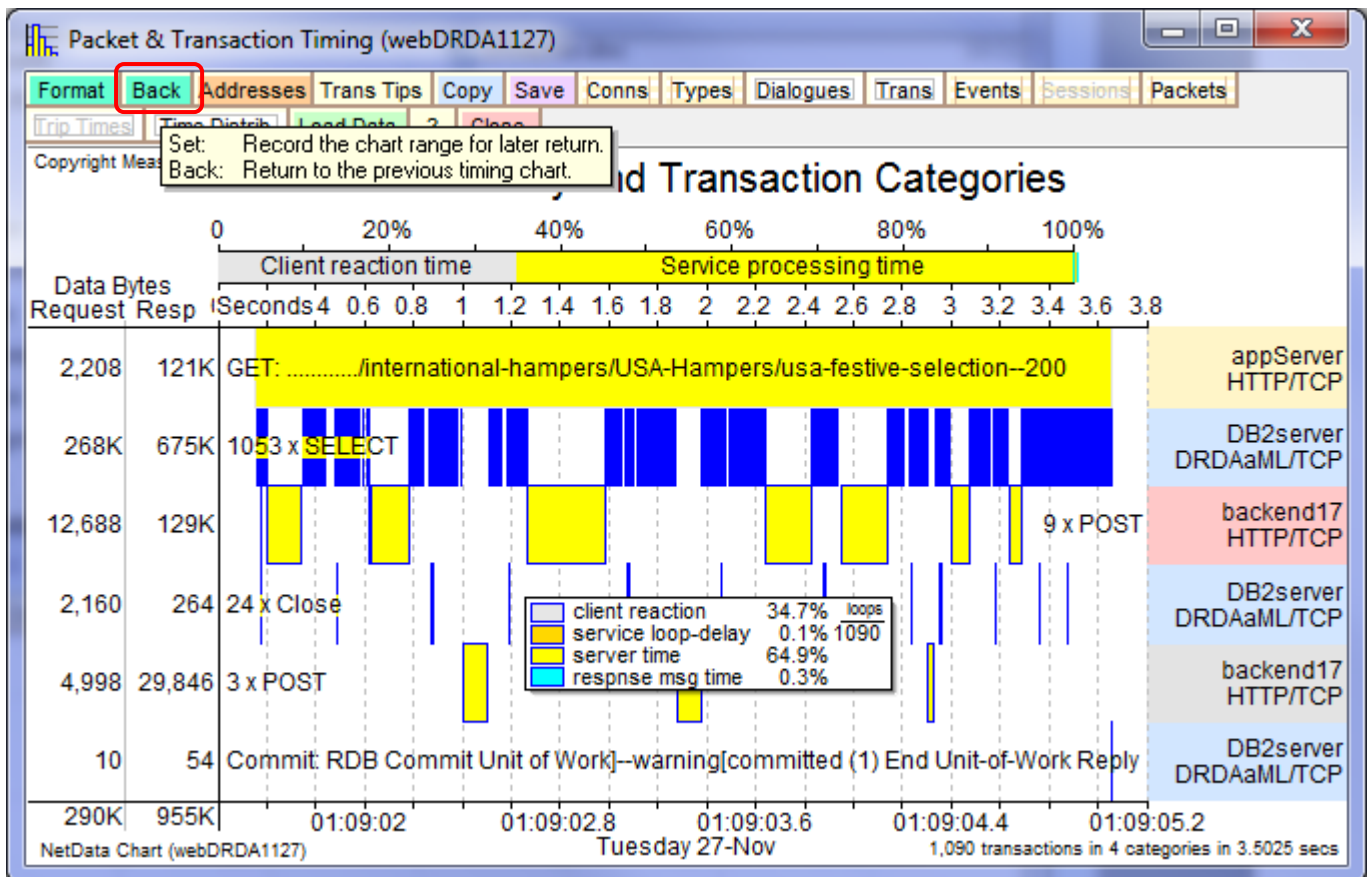 Packet & Transaction Timing (webDRDA1127)
Format Back Addresses Trans Tips Copy Save Conns Types Dialogues Trans Events Sessions Packets
Trip Times Time Distrib Load Data ? Close
Set: Record the chart range for later return.
Back: Return to the previous timing chart.
Copyright
nd Transaction Categories
0 20% 40% 60% 80% 100%
Client reaction time Service processing time
Data Bytes
Request Resp Seconds 4 0.6 0.8 1 1.2 1.4 1.6 1.8 2 2.2 2.4 2.6 2.8 3 3.2 3.4 3.6 3.8
2,208 121K GET: ............/international-hampers/USA-Hampers/usa-festive-selection--200 appServer
HTTP/TCP
268K 675K 1053 x SELECT DB2server
DRDAaML/TCP
12,688 129K 9 x POST backend17
HTTP/TCP
2,160 264 24 x Close DB2server
DRDAaML/TCP
client reaction 34.7% loops
service loop-delay 0.1% 1090
server time 64.9%
respnse msg time 0.3%
4,998 29,846 3 x POST backend17
HTTP/TCP
10 54 Commit: RDB Commit Unit of Work]--warning[committed (1) End Unit-of-Work Reply DB2server
DRDAaML/TCP
290K 955K 01:09:02 01:09:02.8 01:09:03.6 01:09:04.4 01:09:05.2
NetData Chart (webDRDA1127) Tuesday 27-Nov 1,090 transactions in 4 categories in 3.5025 secs